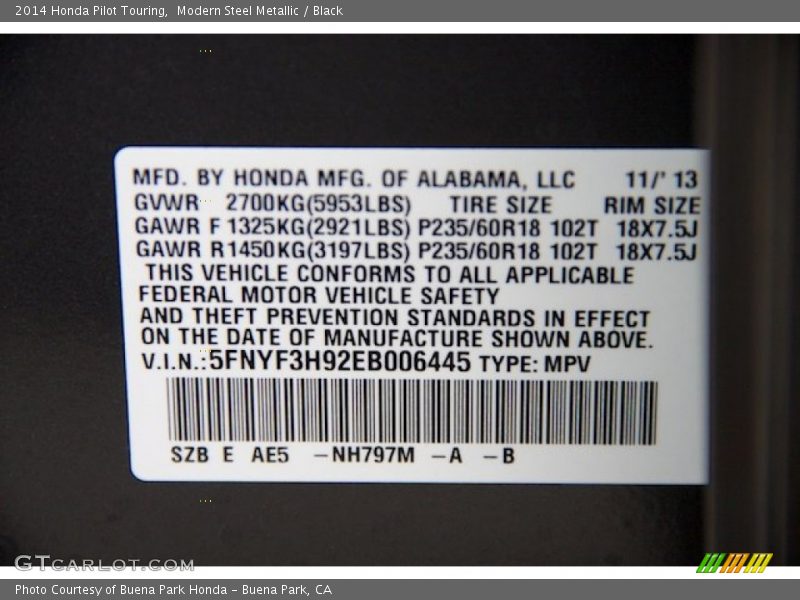 2014 Honda Pilot Touring,  Modern Steel Metallic / Black
MFD. BY HONDA MFG. OF ALABAMA, LLC 11/' 13
GVWR 2700KG(5953LBS) TIRE SIZE RIM SIZE
GAWR F 1325KG(2921LBS) P235/60R18 102T 18X7.5J
GAWR R1450KG(3197LBS) P235/60R18 102T 18X7.5J
THIS VEHICLE CONFORMS TO ALL APPLICABLE
FEDERAL MOTOR VEHICLE SAFETY
AND THEFT PREVENTION STANDARDS IN EFFECT
ON THE DATE OF MANUFACTURE SHOWN ABOVE.
V.I.N.:5FNYF3H92EB006445 TYPE: MPV
SZB E AE5 -NH797M -A -B
GTCARLOT.COM
Photo Courtesy of Buena Park Honda - Buena Park, CA